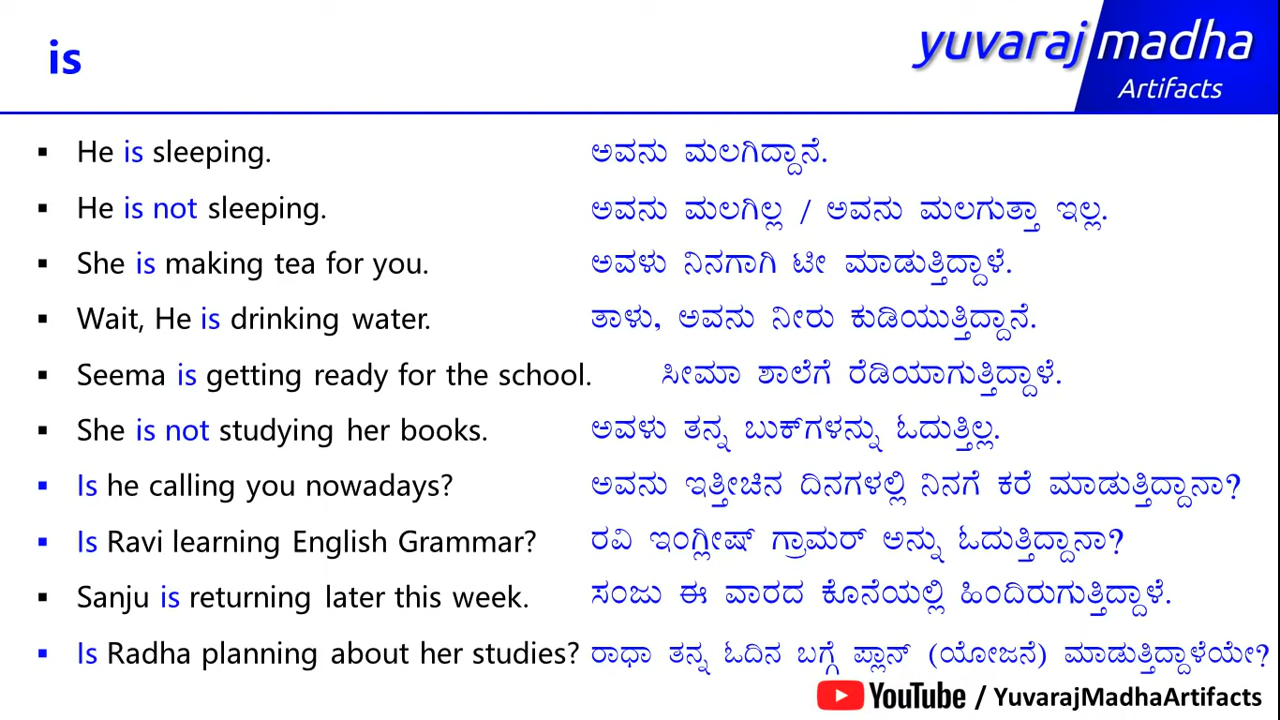 is
yuvaraj madha
Artifacts
▪ He is sleeping. ಅವನು ಮಲಗಿದ್ದಾನೆ.
▪ He is not sleeping. ಅವನು ಮಲಗಿಲ್ಲ / ಅವನು ಮಲಗುತ್ತಾ ಇಲ್ಲ.
▪ She is making tea for you. ಅವಳು ನಿನಗಾಗಿ ಟೀ ಮಾಡುತ್ತಿದ್ದಾಳೆ.
▪ Wait, He is drinking water. ತಾಳು, ಅವನು ನೀರು ಕುಡಿಯುತ್ತಿದ್ದಾನೆ.
▪ Seema is getting ready for the school. ಸೀಮಾ ಶಾಲೆಗೆ ರೆಡಿಯಾಗುತ್ತಿದ್ದಾಳೆ.
▪ She is not studying her books. ಅವಳು ತನ್ನ ಬುಕ್‌ಗಳನ್ನು ಓದುತ್ತಿಲ್ಲ.
▪ Is he calling you nowadays? ಅವನು ಇತ್ತೀಚಿನ ದಿನಗಳಲ್ಲಿ ನಿನಗೆ ಕರೆ ಮಾಡುತ್ತಿದ್ದಾನಾ?
▪ Is Ravi learning English Grammar? ರವಿ ಇಂಗ್ಲೀಷ್ ಗ್ರಾಮರ್ ಅನ್ನು ಓದುತ್ತಿದ್ದಾನಾ?
▪ Sanju is returning later this week. ಸಂಜು ಈ ವಾರದ ಕೊನೆಯಲ್ಲಿ ಹಿಂದಿರುಗುತ್ತಿದ್ದಾಳೆ.
▪ Is Radha planning about her studies? ರಾಧಾ ತನ್ನ ಓದಿನ ಬಗ್ಗೆ ಪ್ಲಾನ್ (ಯೋಜನೆ) ಮಾಡುತ್ತಿದ್ದಾಳೆಯೇ?
YouTube / YuvarajMadhaArtifacts